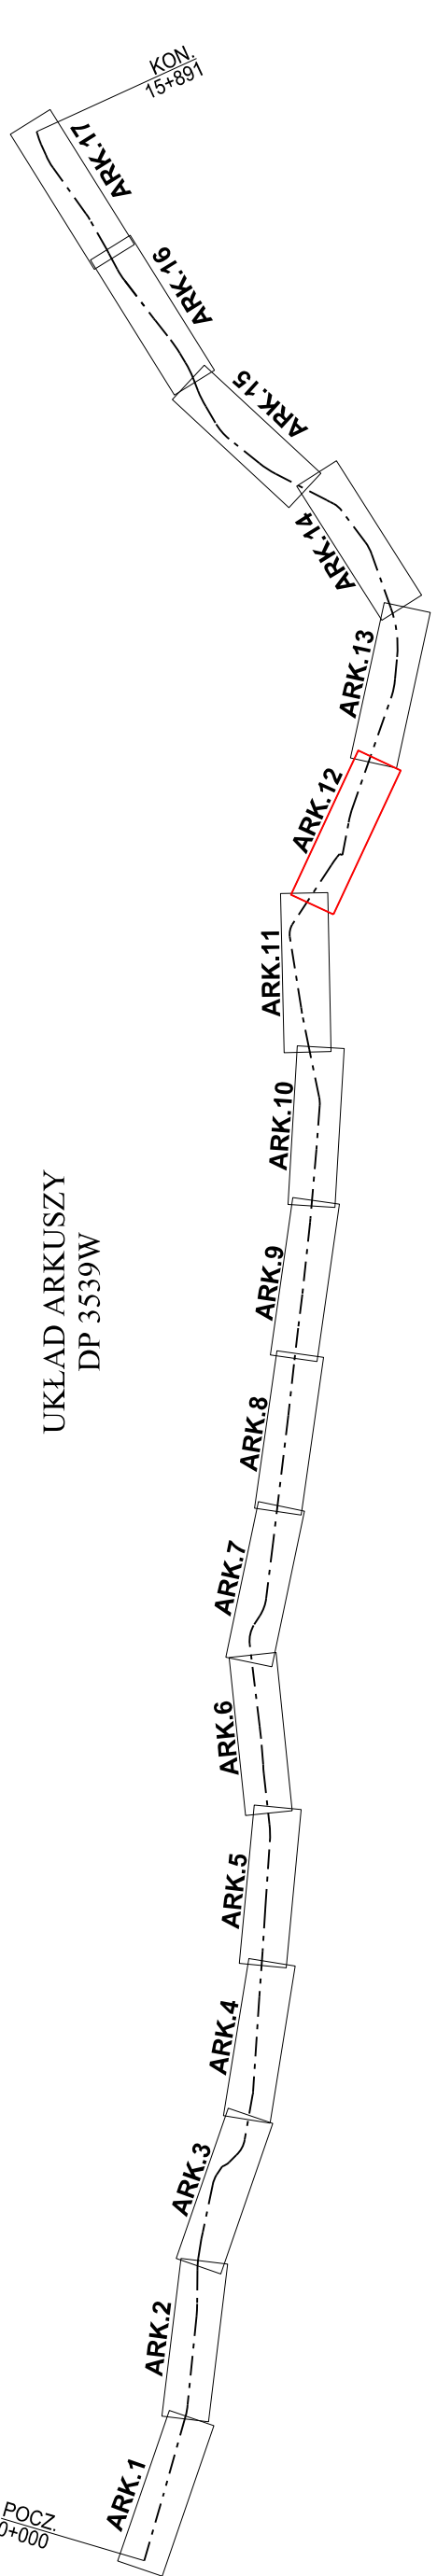 KON.
15+891
ARK.17
ARK.16
ARK.15
ARK.14
ARK.13
ARK.12
ARK.11
ARK.10
ARK.9
ARK.8
ARK.7
ARK.6
ARK.5
ARK.4
ARK.3
ARK.2
ARK.1
POCZ.
0+000
UKŁAD ARKUSZY
DP 3539W